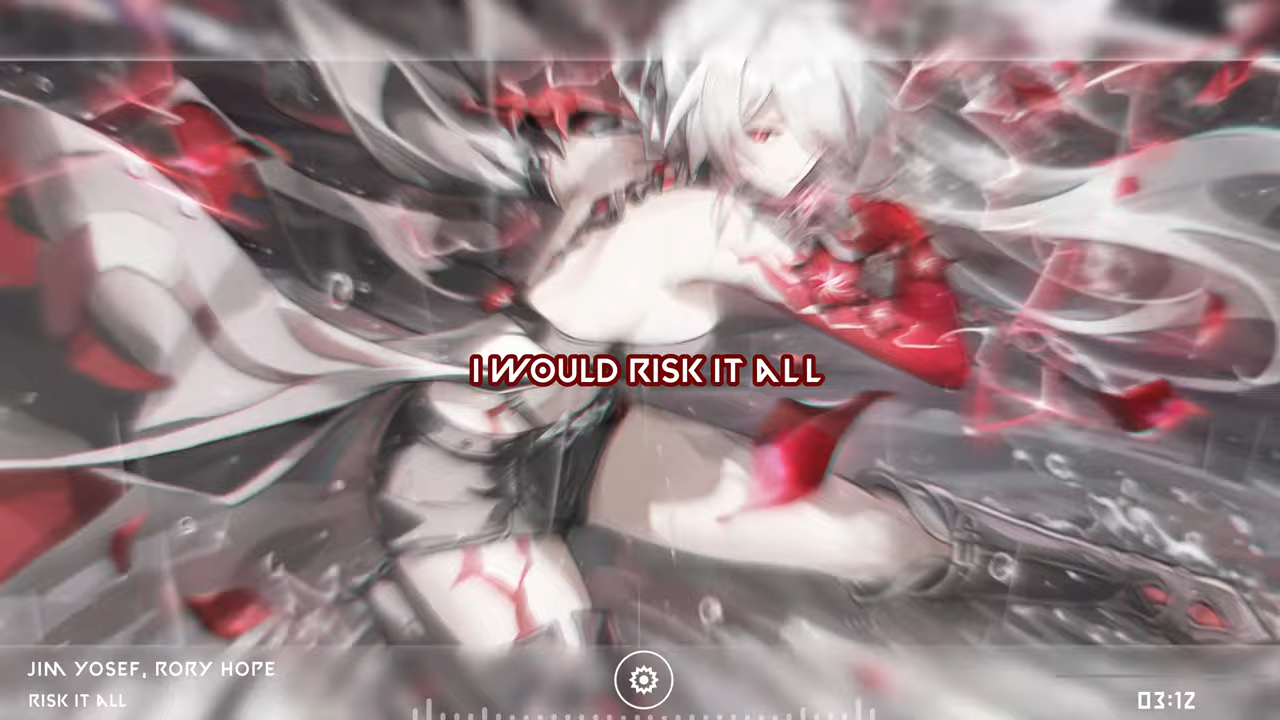 I WOULD RISK IT ALL
JIM YOSEF, RORY HOPE
RISK IT ALL
03:12